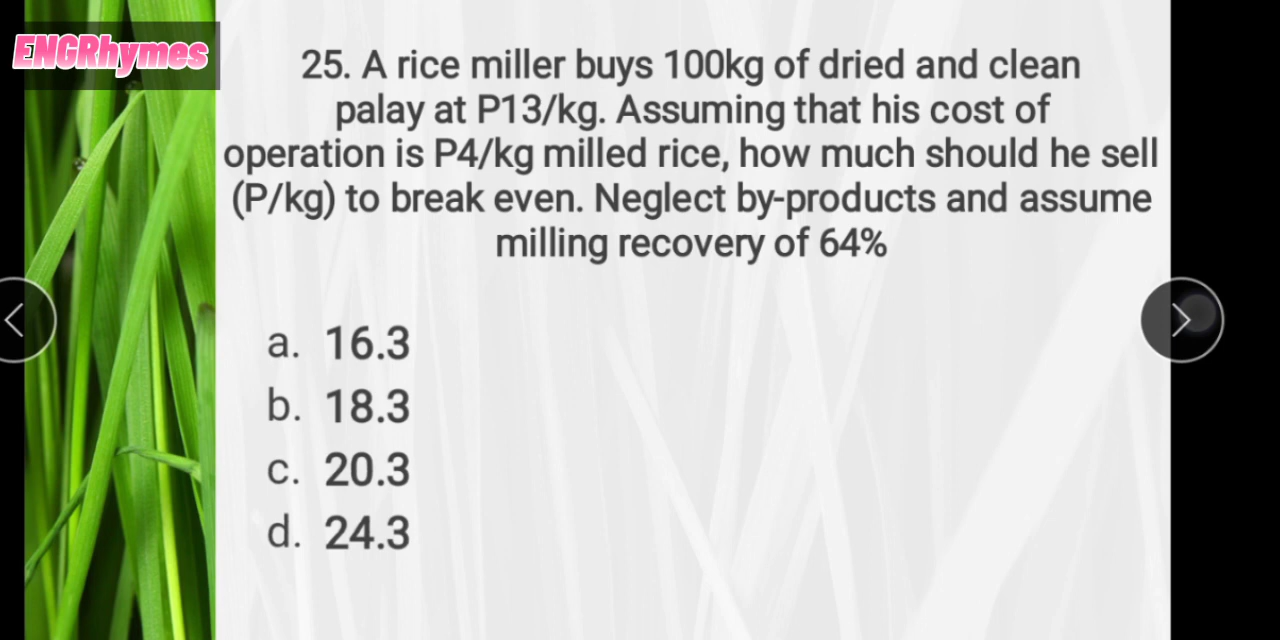 ENGRhymes
25. A rice miller buys 100kg of dried and clean
palay at P13/kg. Assuming that his cost of
operation is P4/kg milled rice, how much should he sell
(P/kg) to break even. Neglect by-products and assume
milling recovery of 64%
a. 16.3
b. 18.3
c. 20.3
d. 24.3